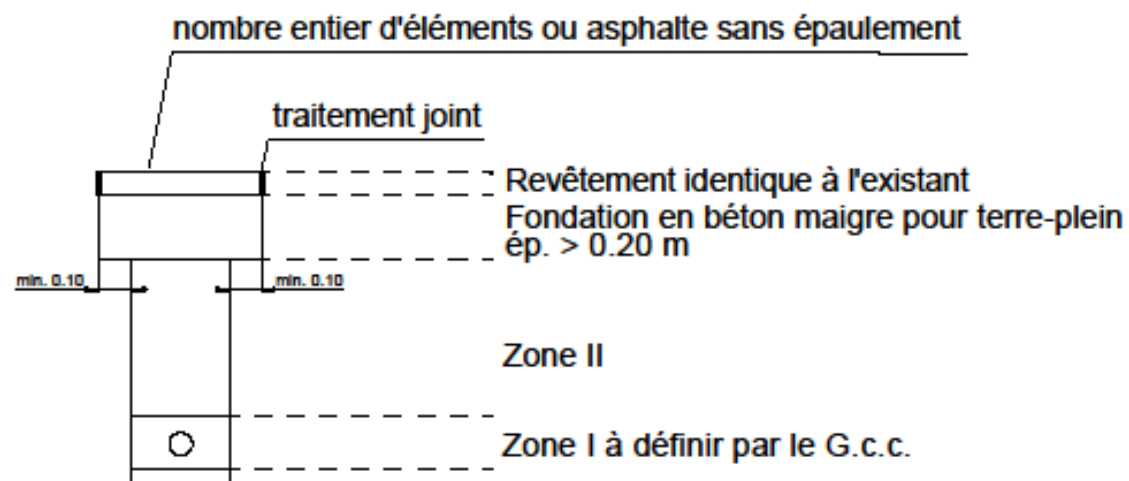 nombre entier d'éléments ou asphalte sans épaulement
traitement joint
Revêtement identique à l'existant
Fondation en béton maigre pour terre-plein
ép. > 0.20 m
min. 0.10
min. 0.10
Zone II
Zone I à définir par le G.c.c.